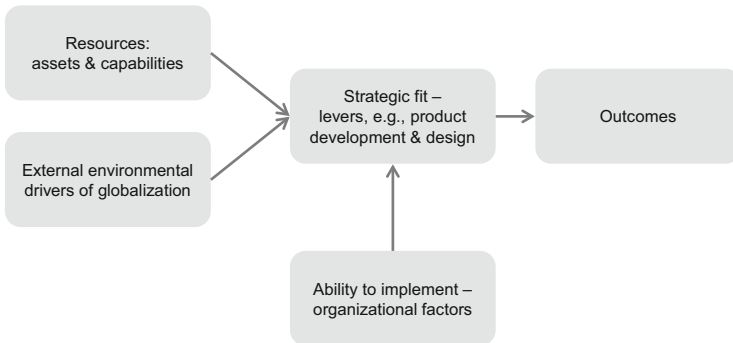 Resources:
assets & capabilities
External environmental
drivers of globalization
Strategic fit –
levers, e.g., product
development & design
Outcomes
Ability to implement –
organizational factors